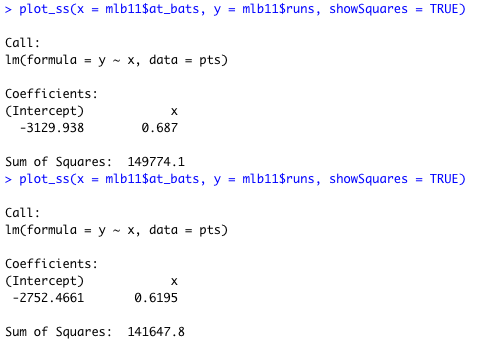 > plot_ss(x = mlb11$at_bats, y = mlb11$runs, showSquares = TRUE)
Call:
lm(formula = y ~ x, data = pts)
Coefficients:
(Intercept) x
-3129.938 0.687
Sum of Squares: 149774.1
> plot_ss(x = mlb11$at_bats, y = mlb11$runs, showSquares = TRUE)
Call:
lm(formula = y ~ x, data = pts)
Coefficients:
(Intercept) x
-2752.4661 0.6195
Sum of Squares: 141647.8